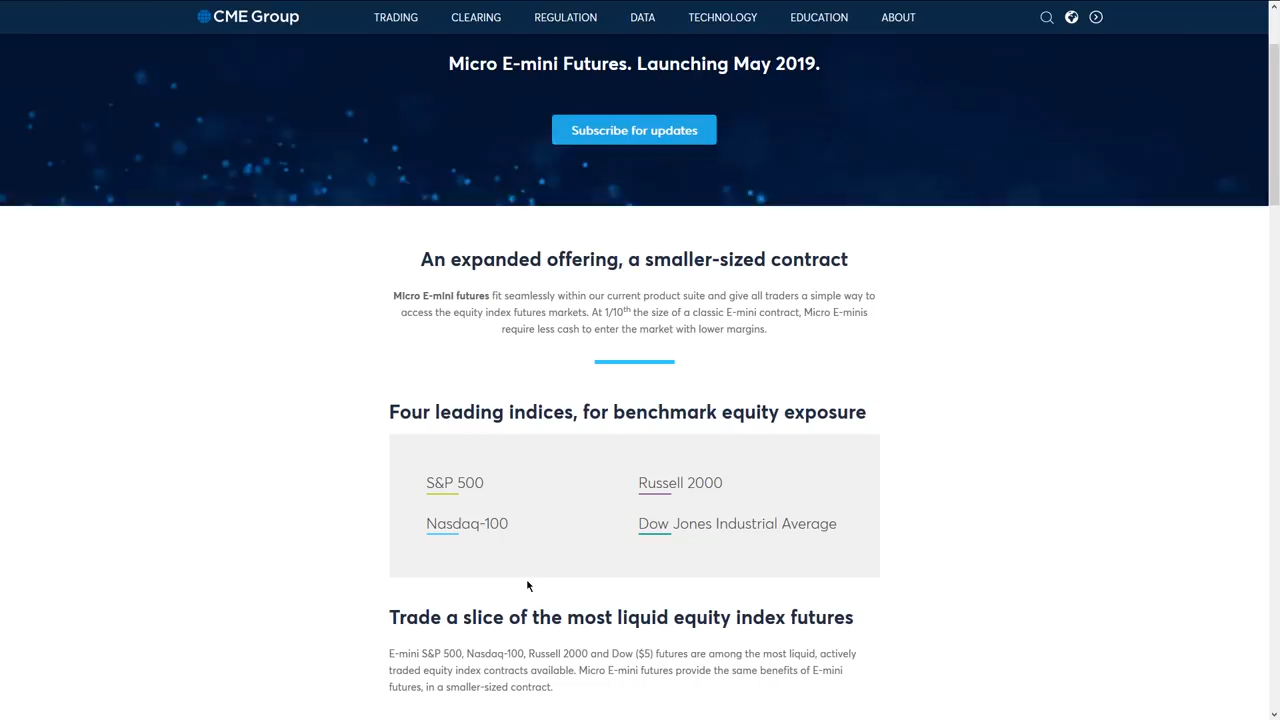 CME Group
TRADING
CLEARING
REGULATION
DATA
TECHNOLOGY
EDUCATION
ABOUT
Micro E-mini Futures. Launching May 2019.
Subscribe for updates
An expanded offering, a smaller-sized contract
Micro E-mini futures fit seamlessly within our current product suite and give all traders a simple way to
access the equity index futures markets. At 1/10th the size of a classic E-mini contract, Micro E-minis
require less cash to enter the market with lower margins.
Four leading indices, for benchmark equity exposure
S&P 500
Russell 2000
Nasdaq-100
Dow Jones Industrial Average
Trade a slice of the most liquid equity index futures
E-mini S&P 500, Nasdaq-100, Russell 2000 and Dow ($5) futures are among the most liquid, actively
traded equity index contracts available. Micro E-mini futures provide the same benefits of E-mini
futures, in a smaller-sized contract.